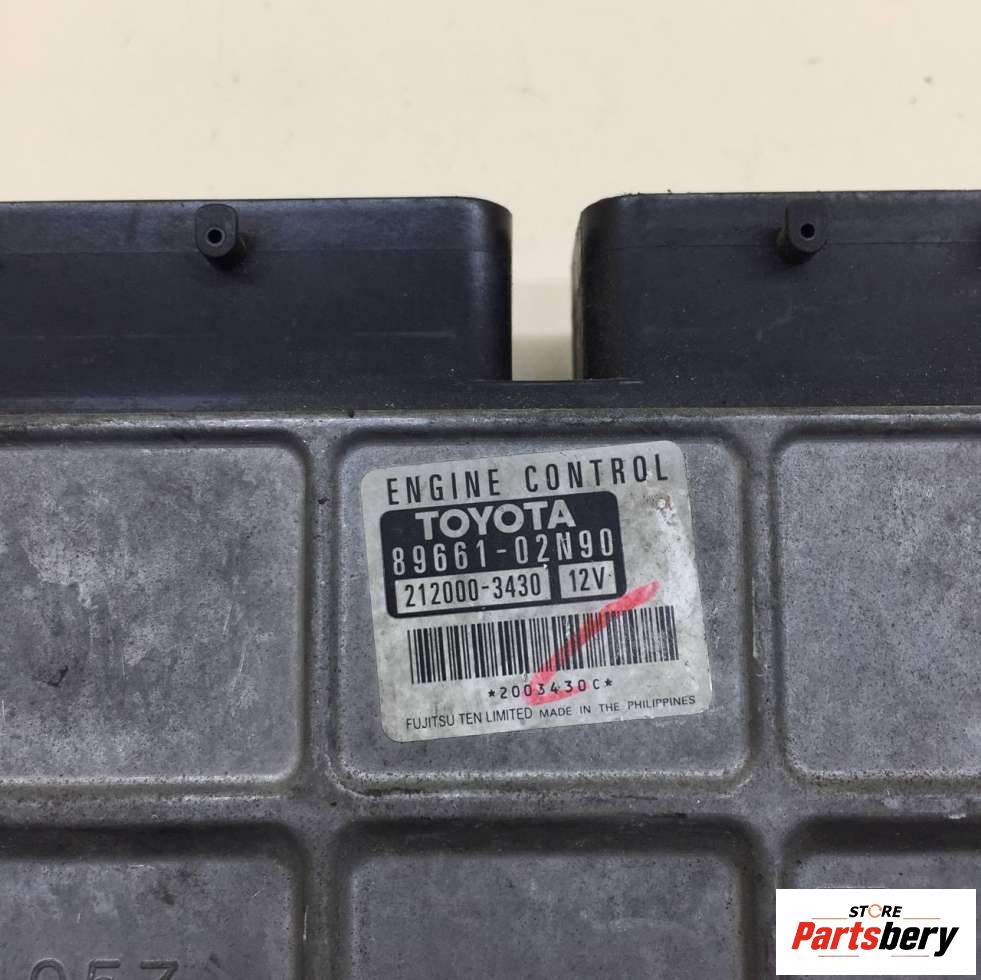 ENGINE CONTROL
TOYOTA
89661-02N90
212000-3430 12V
*2003430C*
FUJITSU TEN LIMITED MADE IN THE PHILIPPINES
STORE
Partsbery